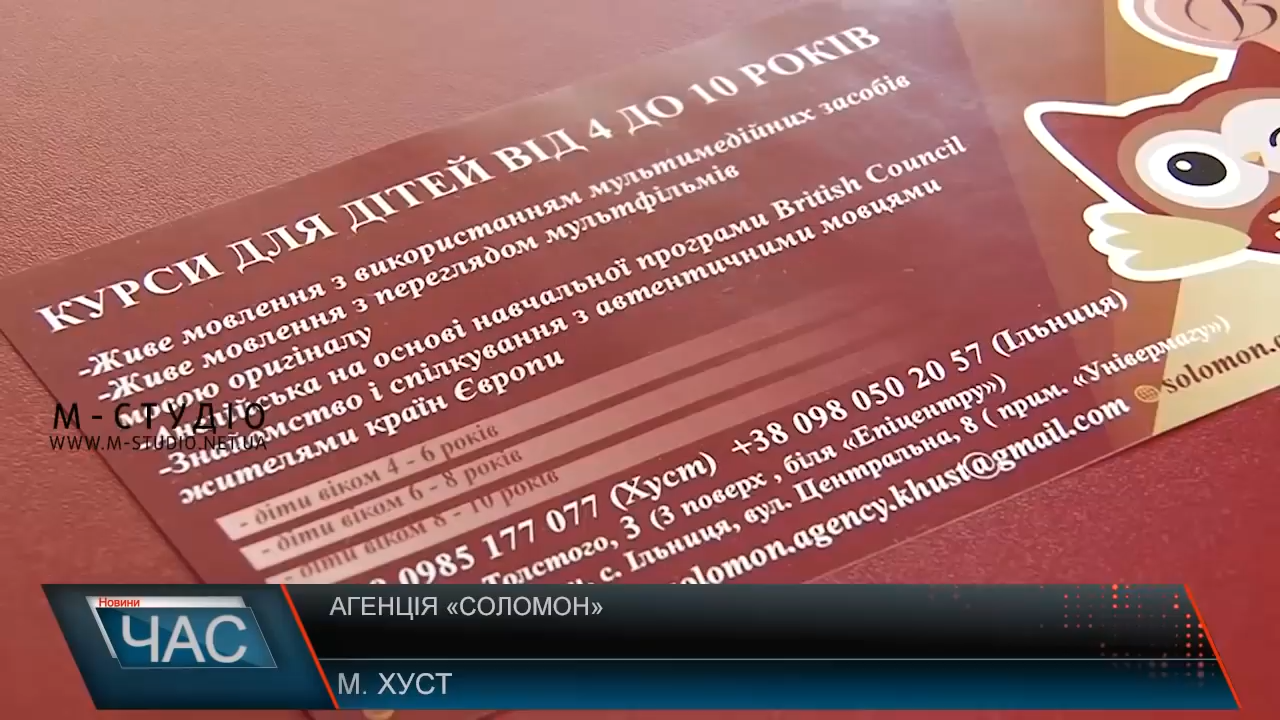 КУРСИ ДЛЯ ДІТЕЙ ВІД 4 ДО 10 РОКІВ
-Живе мовлення з використанням мультимедійних засобів
-Живе мовлення з переглядом мультфільмів
мовою оригіналу
-Англійська на основі навчальної програми British Council
-Знайомство і спілкування з автентичними мовцями
жителями країн Європи
- діти віком 4 - 6 років
- діти віком 6 - 8 років
- діти віком 8 - 10 років
0985 177 077 (Хуст) +38 098 050 20 57 (Ільниця)
Толстого, 3 (3 поверх , біля «Епіцентру»)
с. Ільниця, вул. Центральна, 8 ( прим. «Універмагу»)
solomon.agency.khust@gmail.com
solomon.
М-СТУДІО
WWW.M-STUDIO.NET.UA
Новини
ЧАС
АГЕНЦІЯ «СОЛОМОН»
М. ХУСТ